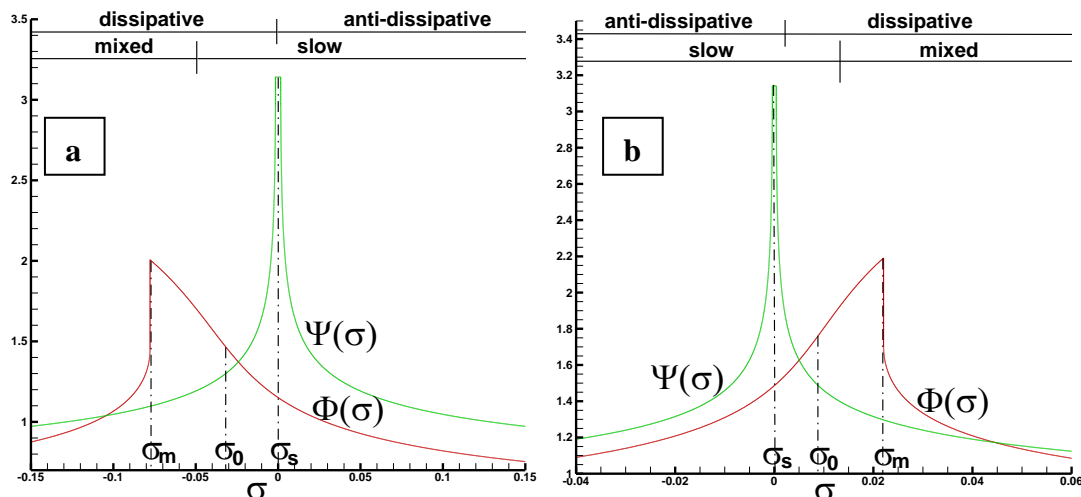 dissipative anti-dissipative
mixed slow
3.5
3
2.5
2
1.5
1
a
Ψ(σ)
Φ(σ)
σm σ0 σs
-0.15 -0.1 -0.05 0 0.05 0.1 0.15
σ
anti-dissipative dissipative
slow mixed
3.4
3.2
3
2.8
2.6
2.4
2.2
2
1.8
1.6
1.4
1.2
1
b
Ψ(σ)
Φ(σ)
σs σ0 σm
-0.04 -0.02 0 0.02 0.04 0.06
σ